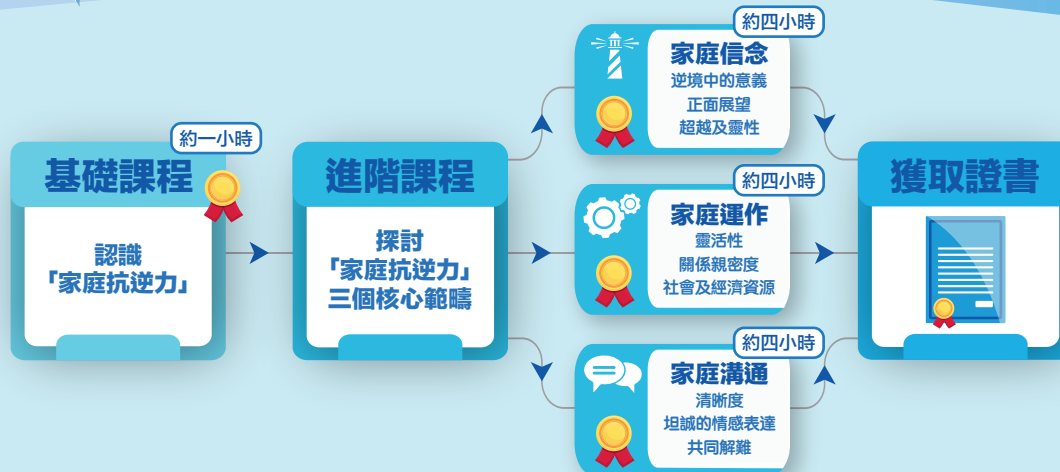 基礎課程
約一小時
認識
「家庭抗逆力」
進階課程
探討
「家庭抗逆力」
三個核心範疇
約四小時
家庭信念
逆境中的意義
正面展望
超越及靈性
約四小時
家庭運作
靈活性
關係親密度
社會及經濟資源
約四小時
家庭溝通
清晰度
坦誠的情感表達
共同解難
獲取證書